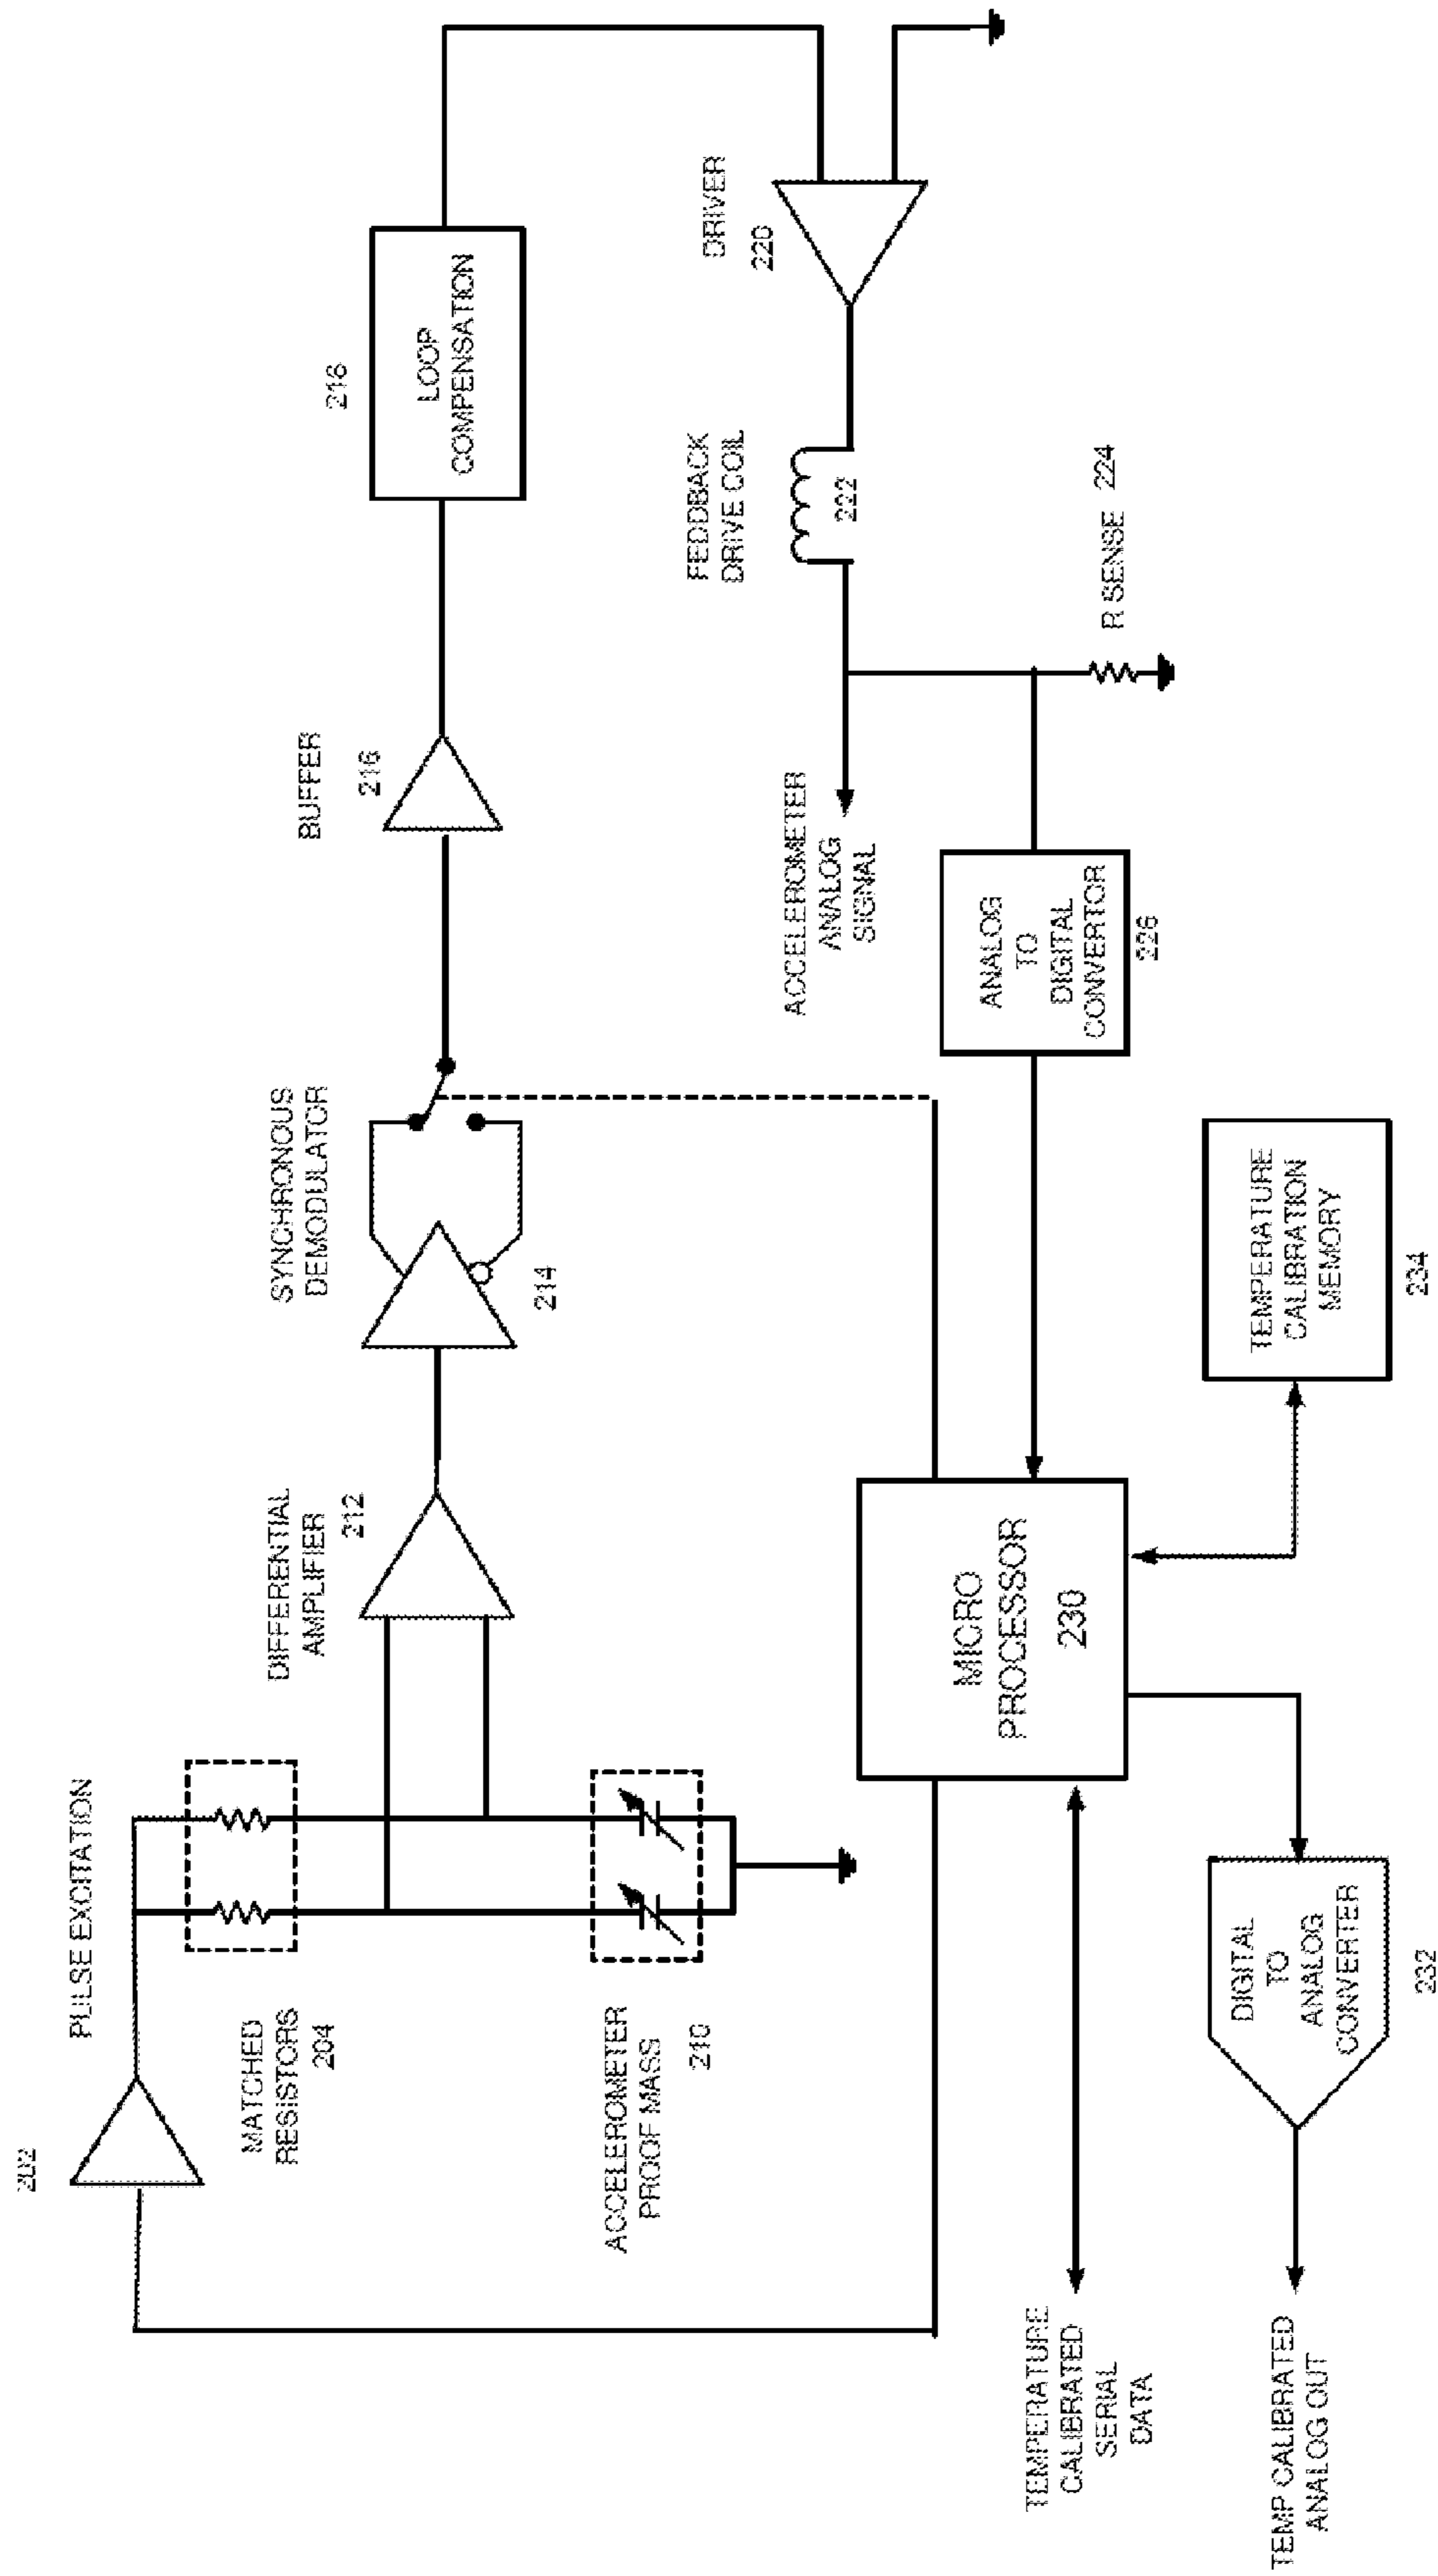 202
PULSE EXCITATION
MATCHED
RESISTORS
204
ACCELEROMETER
PROOF MASS
210
DIFFERENTIAL
AMPLIFIER
212
SYNCHRONOUS
DEMODULATOR
214
BUFFER
216
218
LOOP
COMPENSATION
DRIVER
220
FEDDBACK
DRIVE COIL
222
R SENSE 224
ACCELEROMETER
ANALOG
SIGNAL
ANALOG
TO
DIGITAL
CONVERTOR
226
MICRO
PROCESSOR
230
TEMPERATURE
CALIBRATION
MEMORY
234
TEMPERATURE
CALIBRATED
SERIAL
DATA
DIGITAL
TO
ANALOG
CONVERTER
232
TEMP CALIBRATED
ANALOG OUT